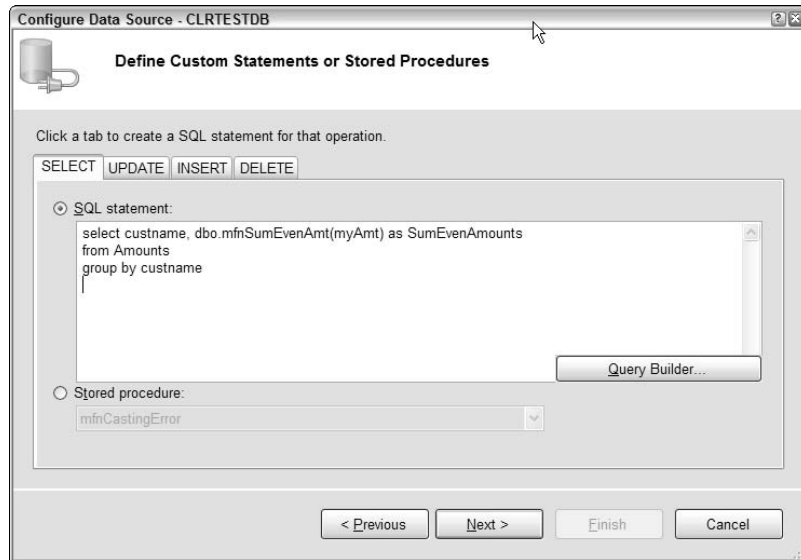 Configure Data Source - CLRTESTDB
Define Custom Statements or Stored Procedures
Click a tab to create a SQL statement for that operation.
SELECT UPDATE INSERT DELETE
SQL statement:
select custname, dbo.mfnSumEvenAmt(myAmt) as SumEvenAmounts
from Amounts
group by custname
Query Builder...
Stored procedure:
mfnCastingError
< Previous Next > Finish Cancel